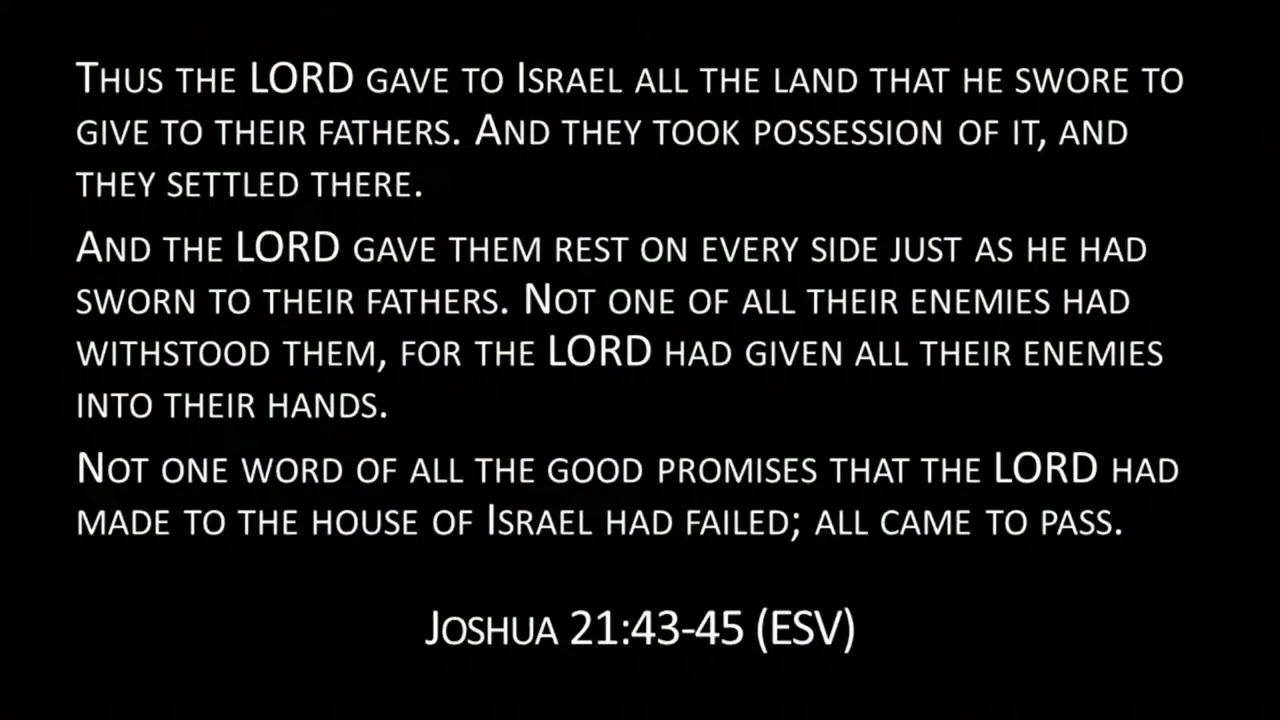 Thus the LORD gave to Israel all the land that he swore to
give to their fathers. And they took possession of it, and
they settled there.
And the LORD gave them rest on every side just as he had
sworn to their fathers. Not one of all their enemies had
withstood them, for the LORD had given all their enemies
into their hands.
Not one word of all the good promises that the LORD had
made to the house of Israel had failed; all came to pass.
Joshua 21:43-45 (ESV)